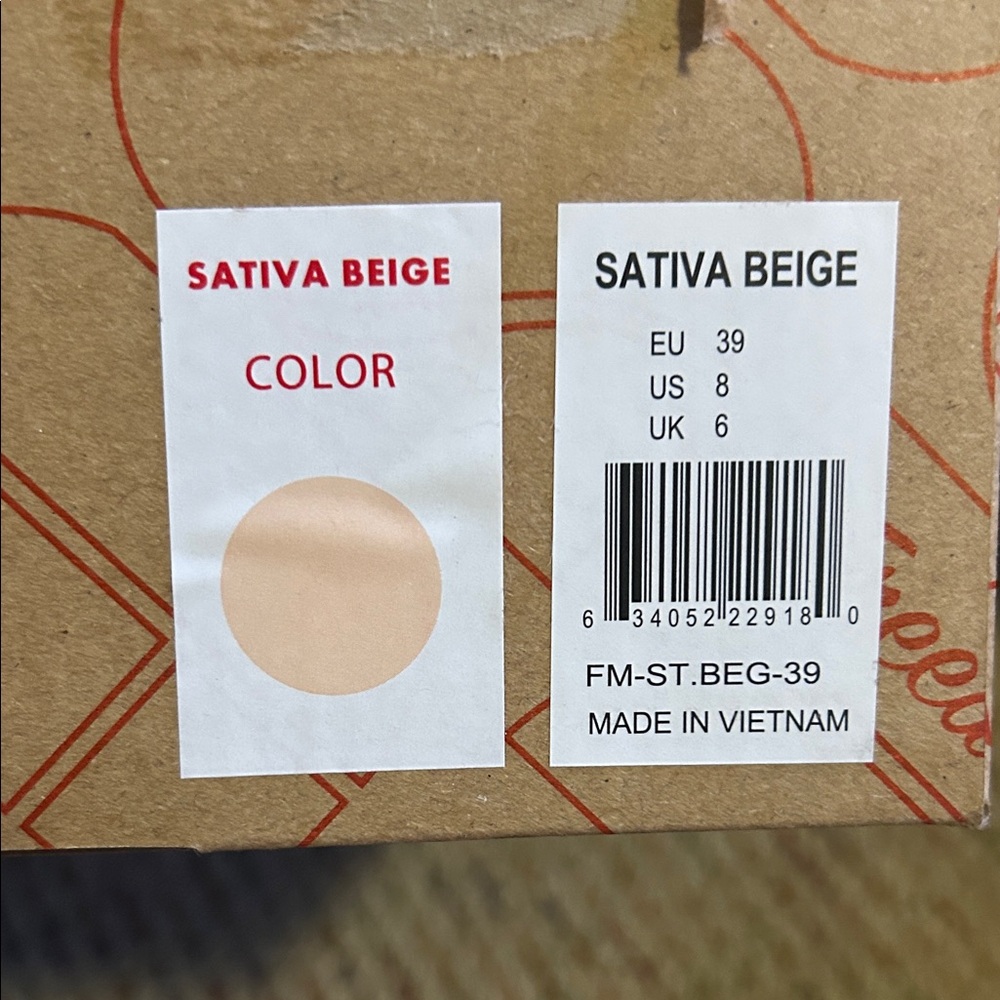 SATIVA BEIGE
COLOR
SATIVA BEIGE
EU 39
US 8
UK 6
6 34052 22918 0
FM-ST.BEG-39
MADE IN VIETNAM